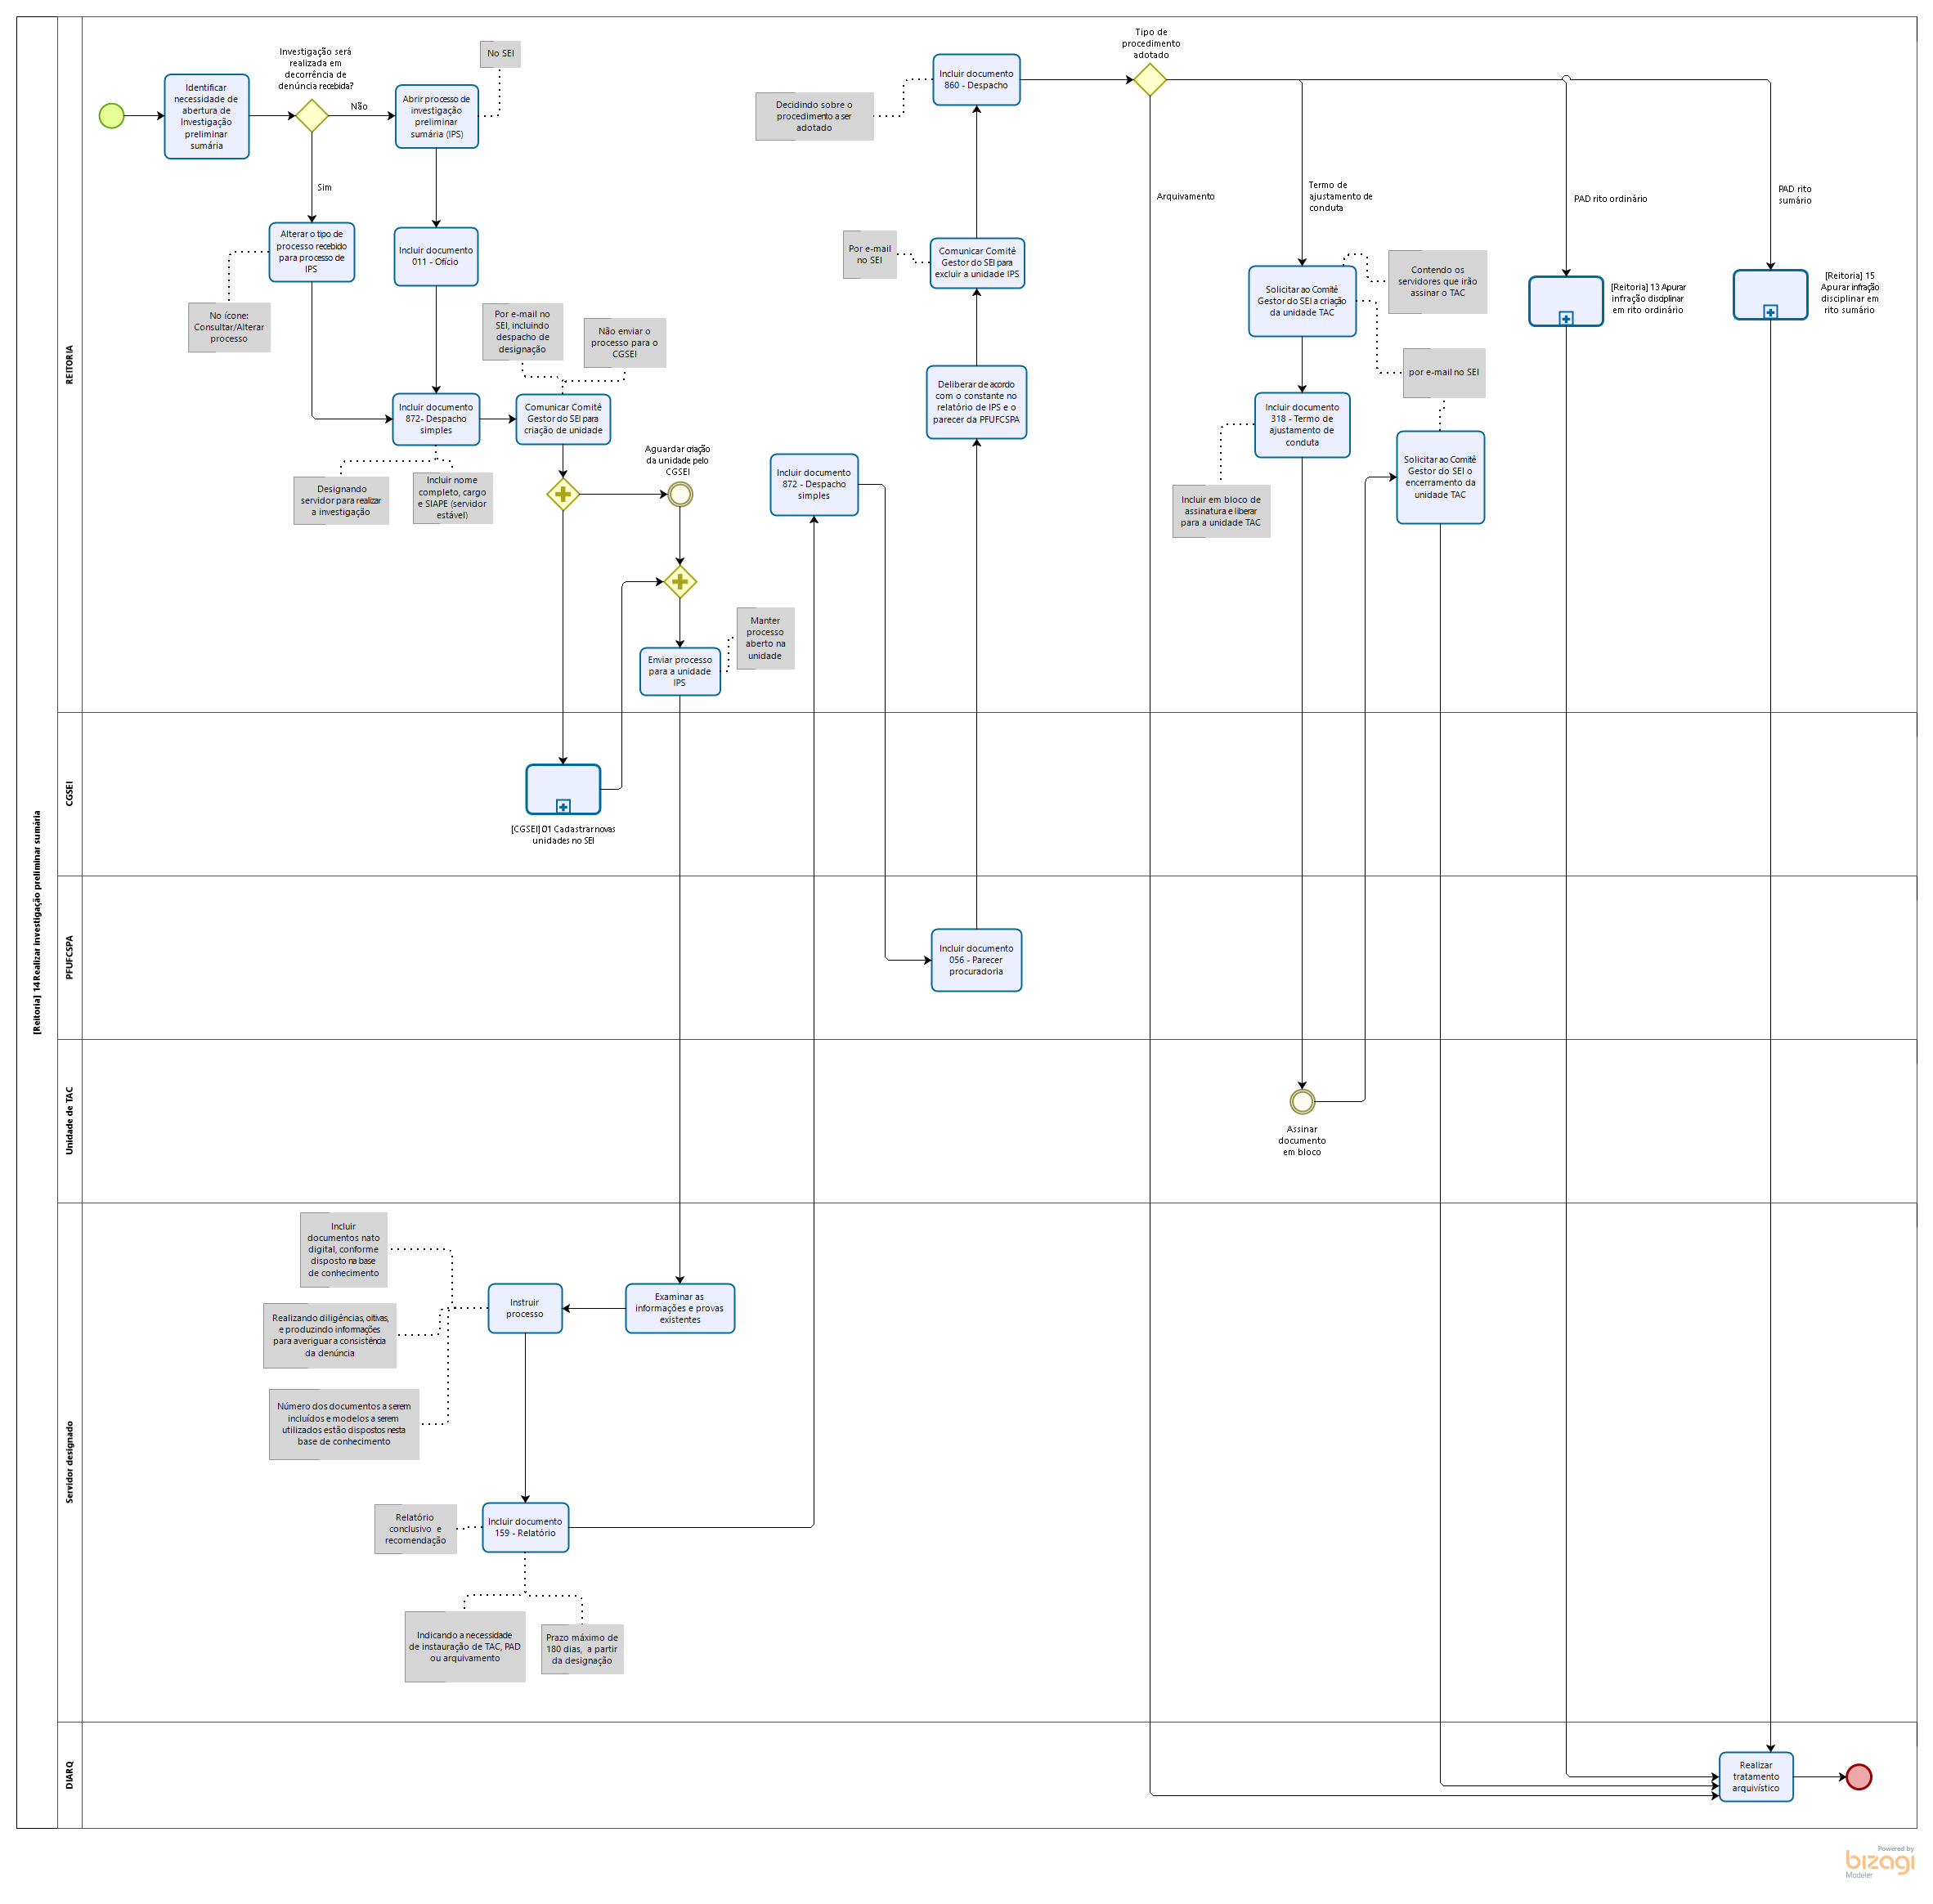 [Reitoria] 14 Realizar investigação preliminar sumária
REITORIA
Identificar
necessidade de
abertura de
Investigação
preliminar
sumária
Investigação será
realizada em
decorrência de
denúncia recebida?
Não
Sim
Abrir processo de
investigação
preliminar
sumária (IPS)
No SEI
Alterar o tipo de
processo recebido
para processo de
IPS
No ícone:
Consultar/Alterar
processo
Incluir documento
011 - Ofício
Incluir documento
872- Despacho
simples
Designando
servidor para realizar
a investigação
Incluir nome
completo, cargo
e SIAPE (servidor
estável)
Por e-mail no
SEI, incluindo
despacho de
designação
Não enviar o
processo para o
CGSEI
Comunicar Comitê
Gestor do SEI para
criação de unidade
Aguardar criação
da unidade pelo
CGSEI
Enviar processo
para a unidade
IPS
Manter
processo
aberto na
unidade
Incluir documento
872 - Despacho
simples
Deliberar de acordo
com o constante no
relatório de IPS e o
parecer da PFUFCSPA
Comunicar Comitê
Gestor do SEI para
excluir a unidade IPS
Por e-mail
no SEI
Incluir documento
860 - Despacho
Decidindo sobre o
procedimento a ser
adotado
Tipo de
procedimento
adotado
Arquivamento
Termo de
ajustamento de
conduta
PAD rito ordinário
PAD rito
sumário
Solicitar ao Comitê
Gestor do SEI a criação
da unidade TAC
Contendo os
servidores que irão
assinar o TAC
por e-mail no SEI
Incluir documento
318 - Termo de
ajustamento de
conduta
Incluir em bloco de
assinatura e liberar
para a unidade TAC
Solicitar ao Comitê
Gestor do SEI o
encerramento da
unidade TAC
[Reitoria] 13 Apurar
infração disciplinar
em rito ordinário
[Reitoria] 15
Apurar infração
disciplinar em
rito sumário
CGSEI
[CGSEI] 01 Cadastrar novas
unidades no SEI
PFUFCSPA
Incluir documento
056 - Parecer
procuradoria
Unidade de TAC
Assinar
documento
em bloco
Servidor designado
Incluir
documentos nato
digital, conforme
disposto na base
de conhecimento
Realizando diligências, oitivas,
e produzindo informações
para averiguar a consistência
da denúncia
Número dos documentos a serem
incluídos e modelos a serem
utilizados estão dispostos nesta
base de conhecimento
Instruir
processo
Examinar as
informações e provas
existentes
Relatório
conclusivo e
recomendação
Incluir documento
159 - Relatório
Indicando a necessidade
de instauração de TAC, PAD
ou arquivamento
Prazo máximo de
180 dias, a partir
da designação
DIARQ
Realizar
tratamento
arquivístico
Powered by
bizagi
Modeler